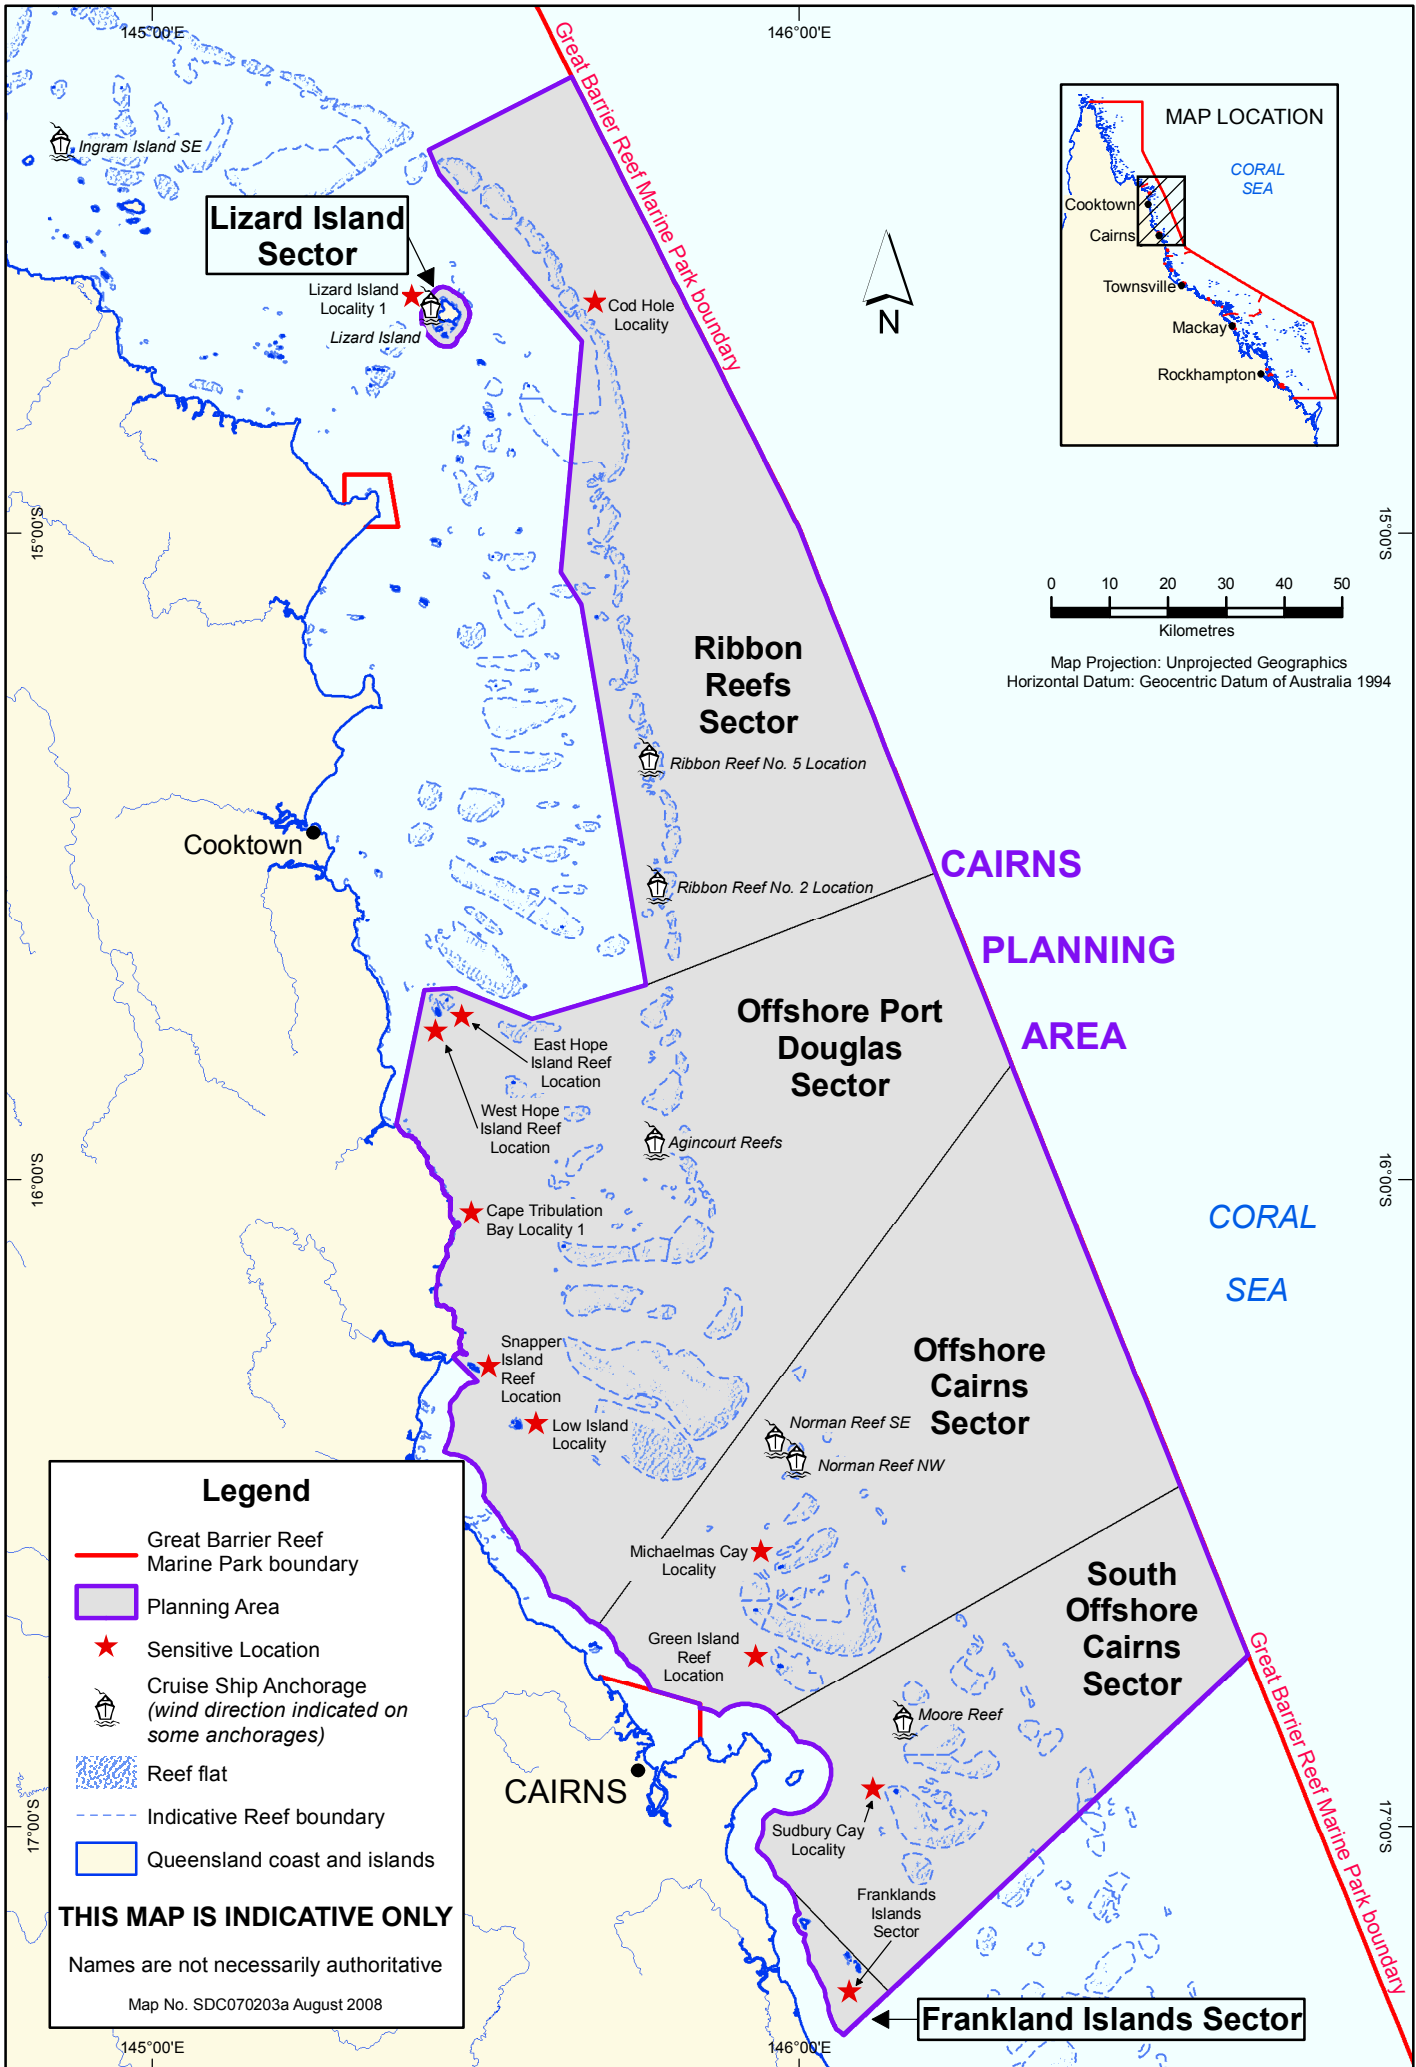 145°00'E
146°00'E
Great Barrier Reef Marine Park boundary
Ingram Island SE
Lizard Island
Sector
Lizard Island
Locality 1
Lizard Island
Cod Hole
Locality
N
MAP LOCATION
CORAL
SEA
Cooktown
Cairns
Townsville
Mackay
Rockhampton
15°00'S
15°00'S
0 10 20 30 40 50
Kilometres
Map Projection: Unprojected Geographics
Horizontal Datum: Geocentric Datum of Australia 1994
Ribbon
Reefs
Sector
Ribbon Reef No. 5 Location
Cooktown
Ribbon Reef No. 2 Location
CAIRNS
PLANNING
AREA
Offshore Port
Douglas
Sector
East Hope
Island Reef
Location
West Hope
Island Reef
Location
Agincourt Reefs
16°00'S
16°00'S
Cape Tribulation
Bay Locality 1
CORAL
SEA
Snapper
Island
Reef
Location
Low Island
Locality
Offshore
Cairns
Sector
Norman Reef SE
Norman Reef NW
Michaelmas Cay
Locality
Green Island
Reef
Location
South
Offshore
Cairns
Sector
Great Barrier Reef Marine Park boundary
Moore Reef
CAIRNS
Sudbury Cay
Locality
17°00'S
17°00'S
Franklands
Islands
Sector
Frankland Islands Sector
Legend
Great Barrier Reef
Marine Park boundary
Planning Area
Sensitive Location
Cruise Ship Anchorage
(wind direction indicated on
some anchorages)
Reef flat
Indicative Reef boundary
Queensland coast and islands
THIS MAP IS INDICATIVE ONLY
Names are not necessarily authoritative
Map No. SDC070203a August 2008
145°00'E
146°00'E